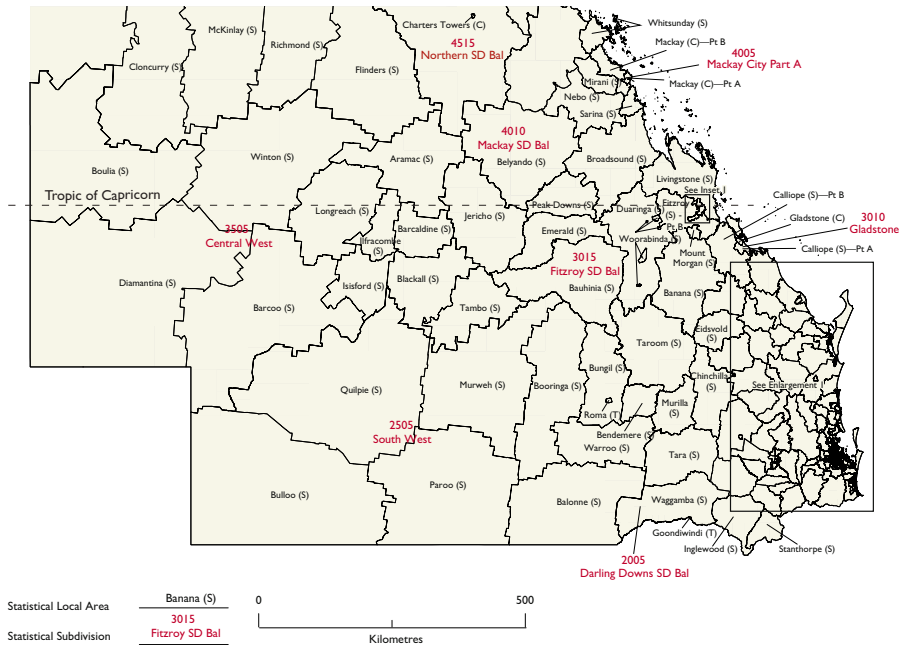 McKinlay (S)
Charters Towers (C)
Whitsunday (S)
Richmond (S)
4515
Northern SD Bal
Mackay (C)—Pt B
4005
Mackay City Part A
Cloncurry (S)
Flinders (S)
Mirani (S)
Mackay (C)—Pt A
Nebo (S)
Sarina (S)
4010
Mackay SD Bal
Boulia (S)
Winton (S)
Aramac (S)
Belyando (S)
Broadsound (S)
Livingstone (S)
See Inset 1
Tropic of Capricorn
Calliope (S)—Pt B
Longreach (S)
Jericho (S)
Peak Downs (S)
Duaringa (S)
Fitzroy
(S) -
Pt B
Gladstone (C)
3010
Gladstone
3505
Central West
Ilfracombe
(S)
Barcaldine (S)
Emerald (S)
Woorabinda (S)
Calliope (S)—Pt A
3015
Fitzroy SD Bal
Mount
Morgan (S)
Diamantina (S)
Isisford (S)
Blackall (S)
Bauhinia (S)
Banana (S)
Barcoo (S)
Tambo (S)
Eidsvold
(S)
Taroom (S)
Quilpie (S)
Murweh (S)
Booringa (S)
Bungil (S)
Chinchilla
(S)
See Enlargement 1
Murilla
(S)
Roma (T)
2505
South West
Bendemere (S)
Warroo (S)
Tara (S)
Bulloo (S)
Paroo (S)
Balonne (S)
Waggamba (S)
Goondiwindi (T)
Inglewood (S)
Stanthorpe (S)
2005
Darling Downs SD Bal
Statistical Local Area
Banana (S)
0
500
Statistical Subdivision
3015
Fitzroy SD Bal
Kilometres